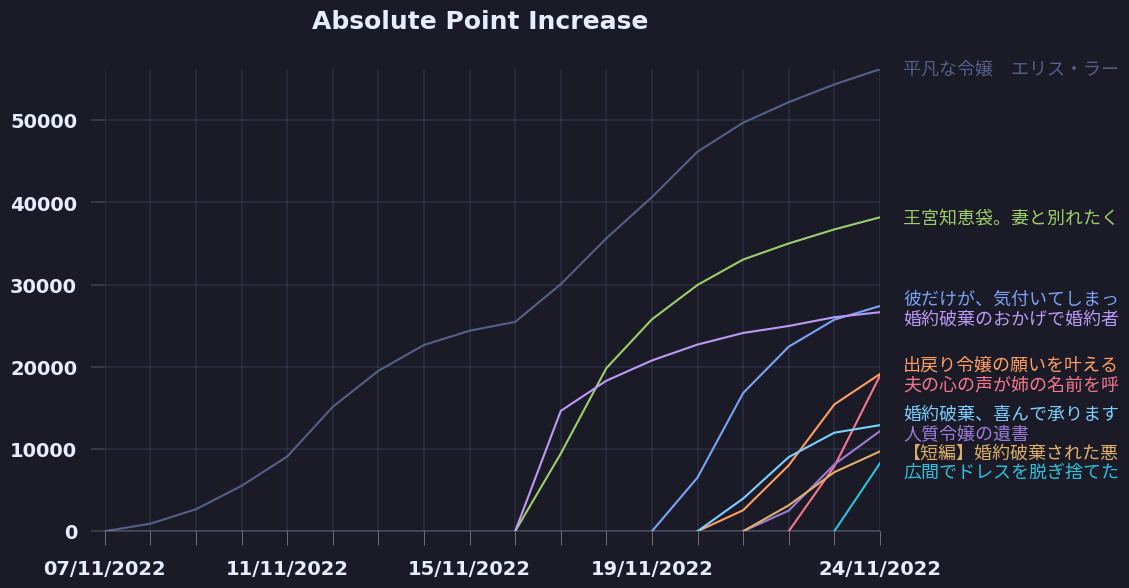 Absolute Point Increase
平凡な令嬢　エリス・ラー
50000
40000
王宮知恵袋。妻と別れたく
30000
彼だけが、気付いてしまっ
婚約破棄のおかげで婚約者
20000
出戻り令嬢の願いを叶える
夫の心の声が姉の名前を呼
婚約破棄、喜んで承ります
10000
人質令嬢の遺書
【短編】婚約破棄された悪
広間でドレスを脱ぎ捨てた
0
07/11/2022 11/11/2022 15/11/2022 19/11/2022 24/11/2022